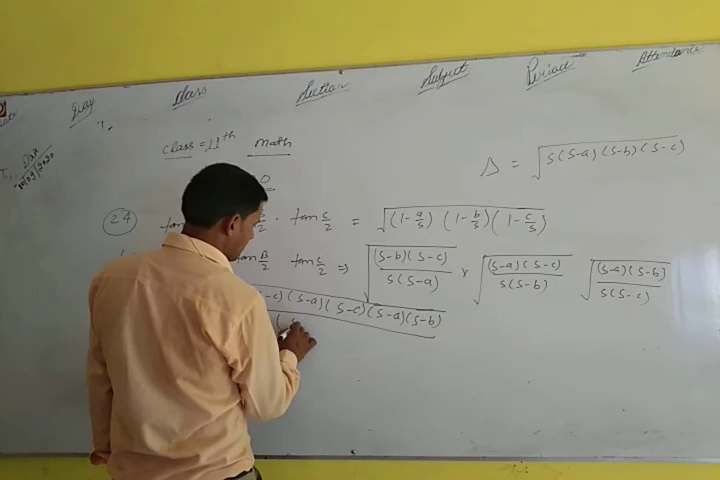 Day Class Section Subject Period Attendance
Date
class = 11th Math
Δ = √s(s-a)(s-b)(s-c)
24 tan C/2 = √(1-a/s)(1-b/s)(1-c/s)
tan B/2 tan C/2 => √(s-b)(s-c)/s(s-a) × √(s-a)(s-c)/s(s-b) √(s-a)(s-b)/s(s-c)
-c)(s-a)(s-c)(s-a)(s-b)